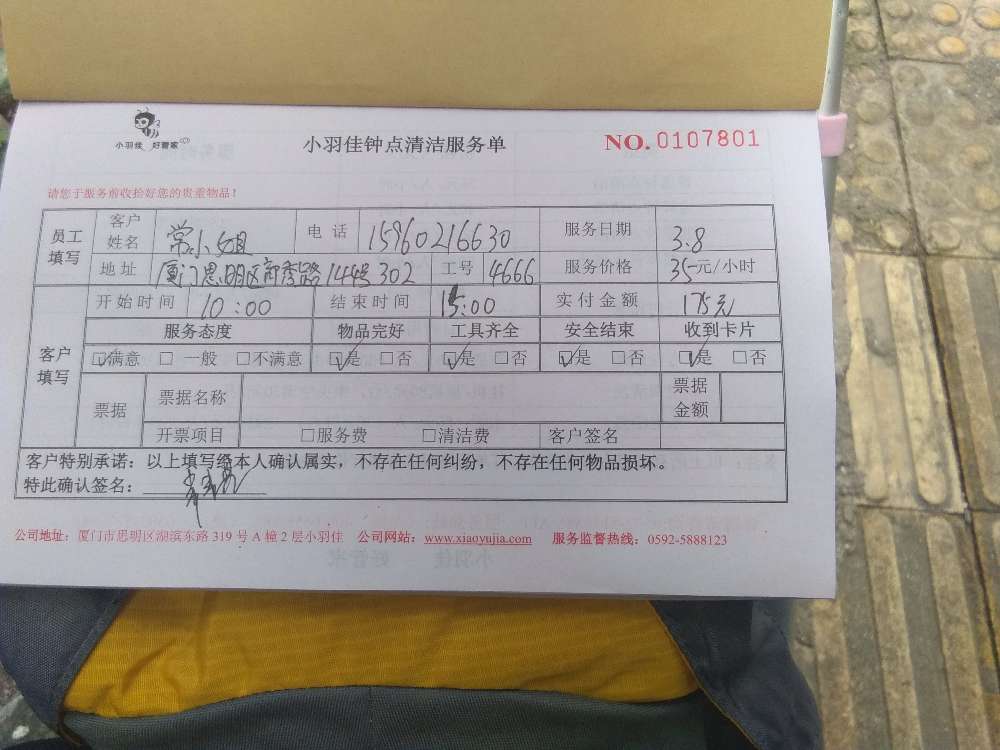 小羽佳 好管家
小羽佳钟点清洁服务单
NO. 0107801
请您于服务前收拾好您的贵重物品！
员工填写 客户姓名 常小姐 电话 15960216630 服务日期 3.8
地址 厦门思明区前秀路144号302 工号 4666 服务价格 35元/小时
客户填写 开始时间 10:00 结束时间 15:00 实付金额 175元
服务态度 物品完好 工具齐全 安全结束 收到卡片
☑满意 □一般 □不满意 ☑是 □否 ☑是 □否 ☑是 □否 ☑是 □否
票据 票据名称 票据金额
开票项目 □服务费 □清洁费 客户签名
客户特别承诺：以上填写经本人确认属实，不存在任何纠纷，不存在任何物品损坏。
特此确认签名：
公司地址：厦门市思明区湖滨东路 319 号 A 幢 2 层小羽佳 公司网站：www.xiaoyujia.com 服务监督热线：0592-5888123